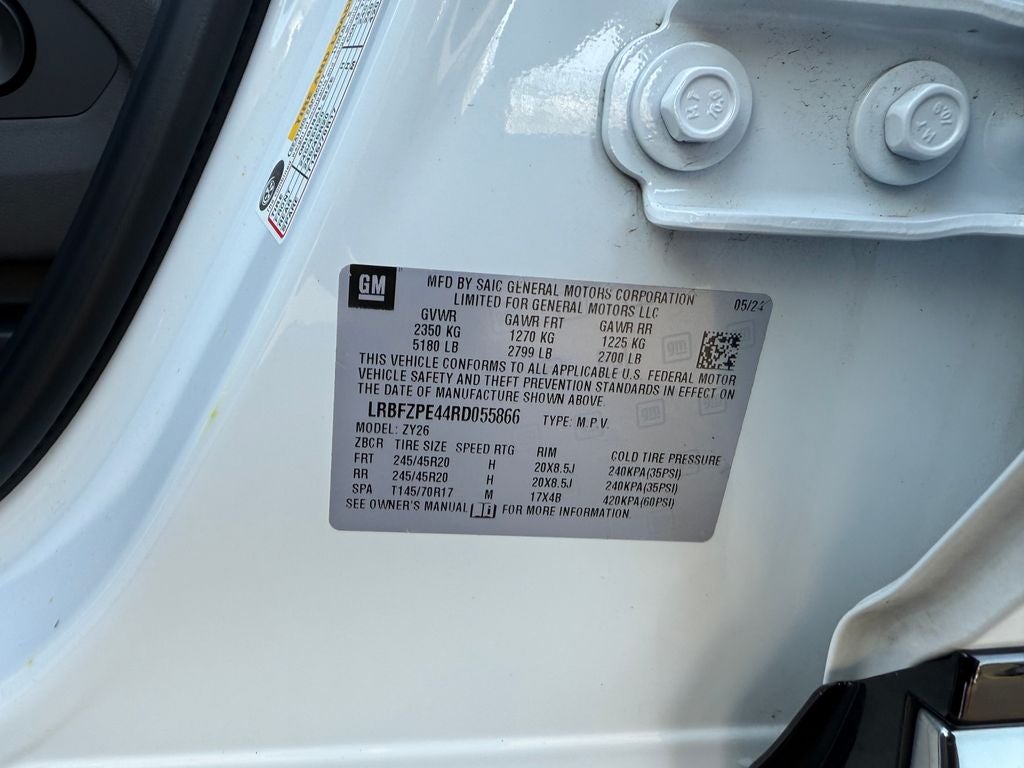 GM
MFD BY SAIC GENERAL MOTORS CORPORATION
LIMITED FOR GENERAL MOTORS LLC
05/24
GVWR GAWR FRT GAWR RR
2350 KG 1270 KG 1225 KG
5180 LB 2799 LB 2700 LB
THIS VEHICLE CONFORMS TO ALL APPLICABLE U.S. FEDERAL MOTOR
VEHICLE SAFETY AND THEFT PREVENTION STANDARDS IN EFFECT ON
THE DATE OF MANUFACTURE SHOWN ABOVE.
LRBFZPE44RD055866 TYPE: M.P.V.
MODEL: ZY26
ZBCR TIRE SIZE SPEED RTG RIM COLD TIRE PRESSURE
FRT 245/45R20 H 20X8.5J 240KPA(35PSI)
RR 245/45R20 H 20X8.5J 240KPA(35PSI)
SPA T145/70R17 M 17X4B 420KPA(60PSI)
SEE OWNER'S MANUAL FOR MORE INFORMATION.
gm
gm
gm